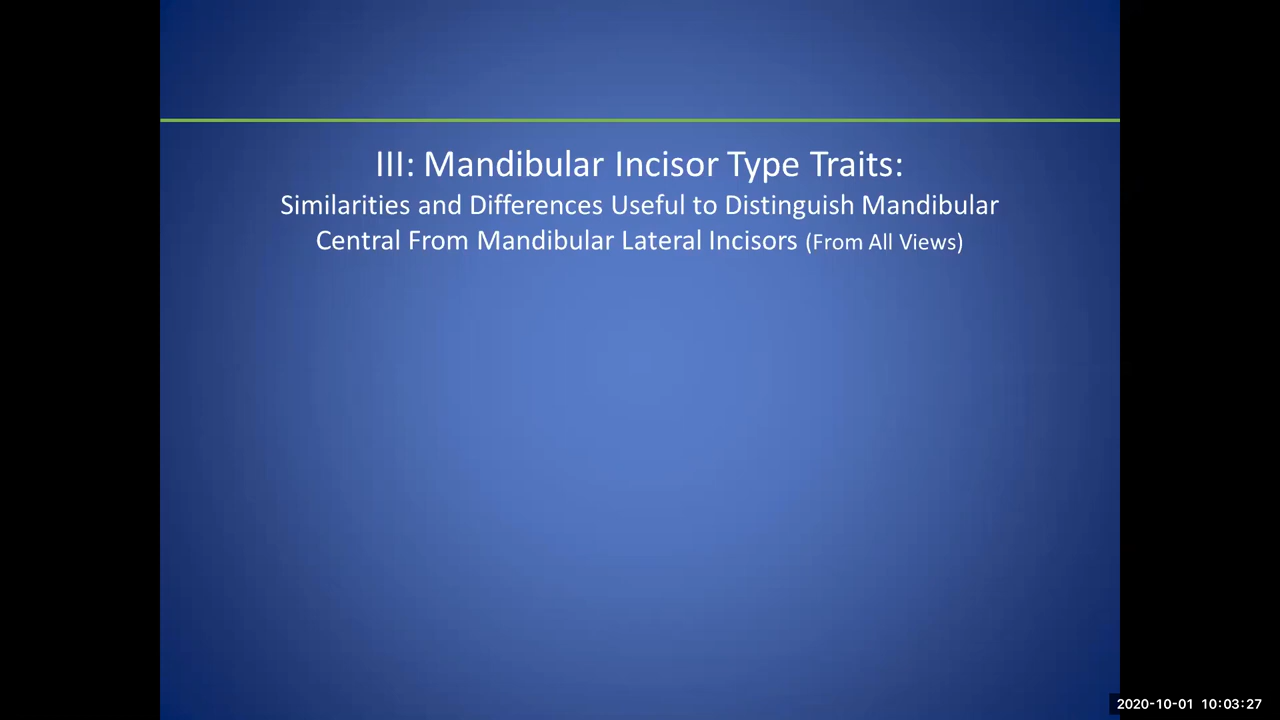 III: Mandibular Incisor Type Traits:
Similarities and Differences Useful to Distinguish Mandibular
Central From Mandibular Lateral Incisors (From All Views)
2020-10-01 10:03:27